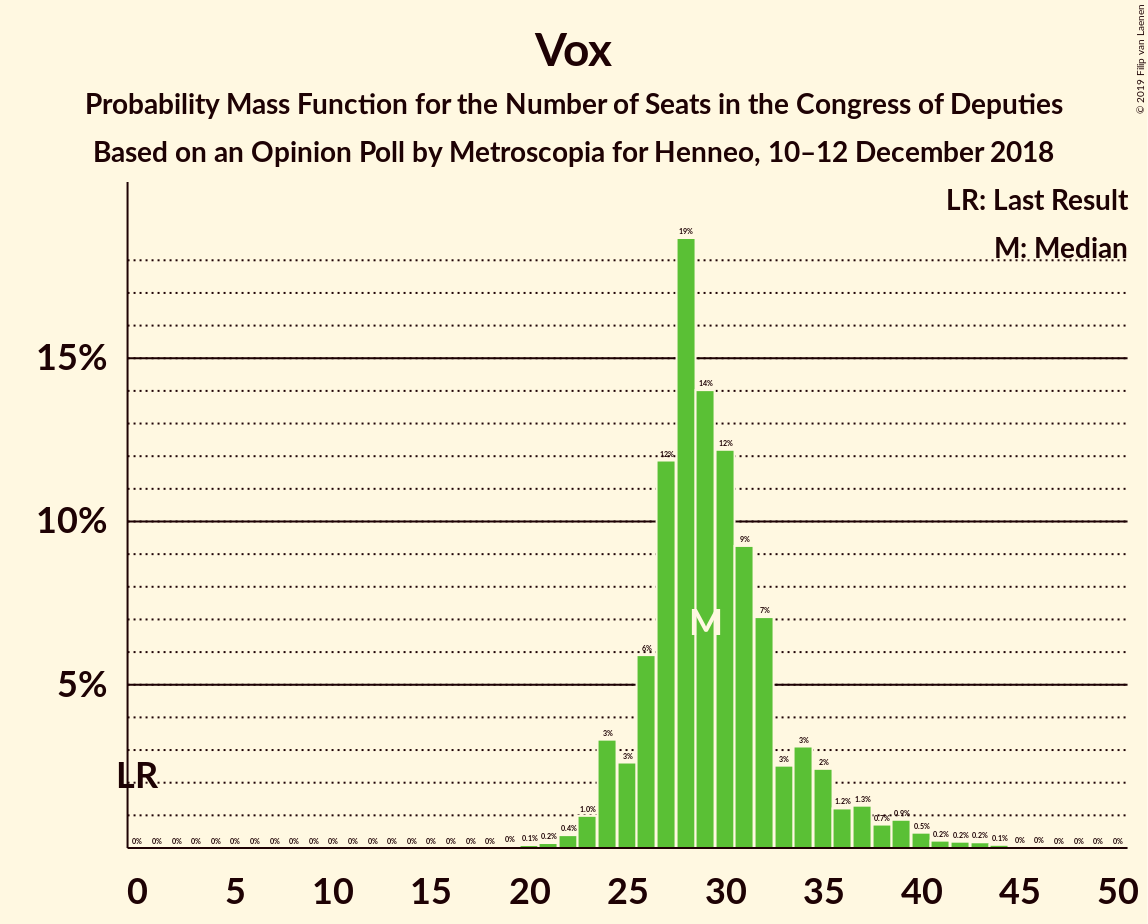 Vox
Probability Mass Function for the Number of Seats in the Congress of Deputies
Based on an Opinion Poll by Metroscopia for Henneo, 10–12 December 2018
© 2019 Filip van Laenen
LR: Last Result
M: Median
15%
10%
5%
LR
M
0% 0% 0% 0% 0% 0% 0% 0% 0% 0% 0% 0% 0% 0% 0% 0% 0% 0% 0% 0% 0.1% 0.2% 0.4% 1.0% 3% 3% 6% 12% 19% 14% 12% 9% 7% 3% 3% 2% 1.2% 1.3% 0.7% 0.9% 0.5% 0.2% 0.2% 0.2% 0.1% 0% 0% 0% 0% 0% 0%
0 5 10 15 20 25 30 35 40 45 50